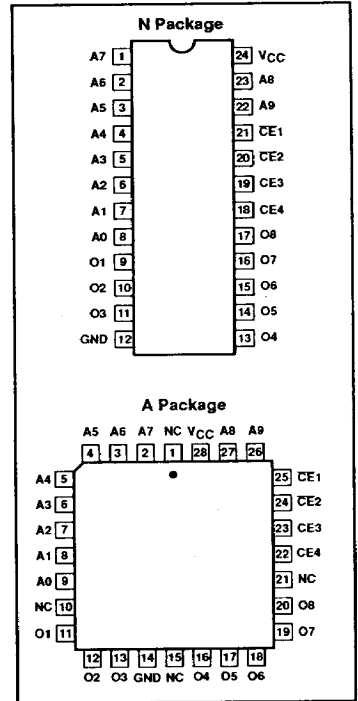 N Package
A7 1 24 VCC
A6 2 23 A8
A5 3 22 A9
A4 4 21 C̅E̅1
A3 5 20 C̅E̅2
A2 6 19 CE3
A1 7 18 CE4
A0 8 17 O8
O1 9 16 O7
O2 10 15 O6
O3 11 14 O5
GND 12 13 O4
A Package
A5 A6 A7 NC VCC A8 A9
4 3 2 1 28 27 26
A4 5 25 C̅E̅1
A3 6 24 C̅E̅2
A2 7 23 CE3
A1 8 22 CE4
A0 9 21 NC
NC 10 20 O8
O1 11 19 O7
12 13 14 15 16 17 18
O2 O3 GND NC O4 O5 O6